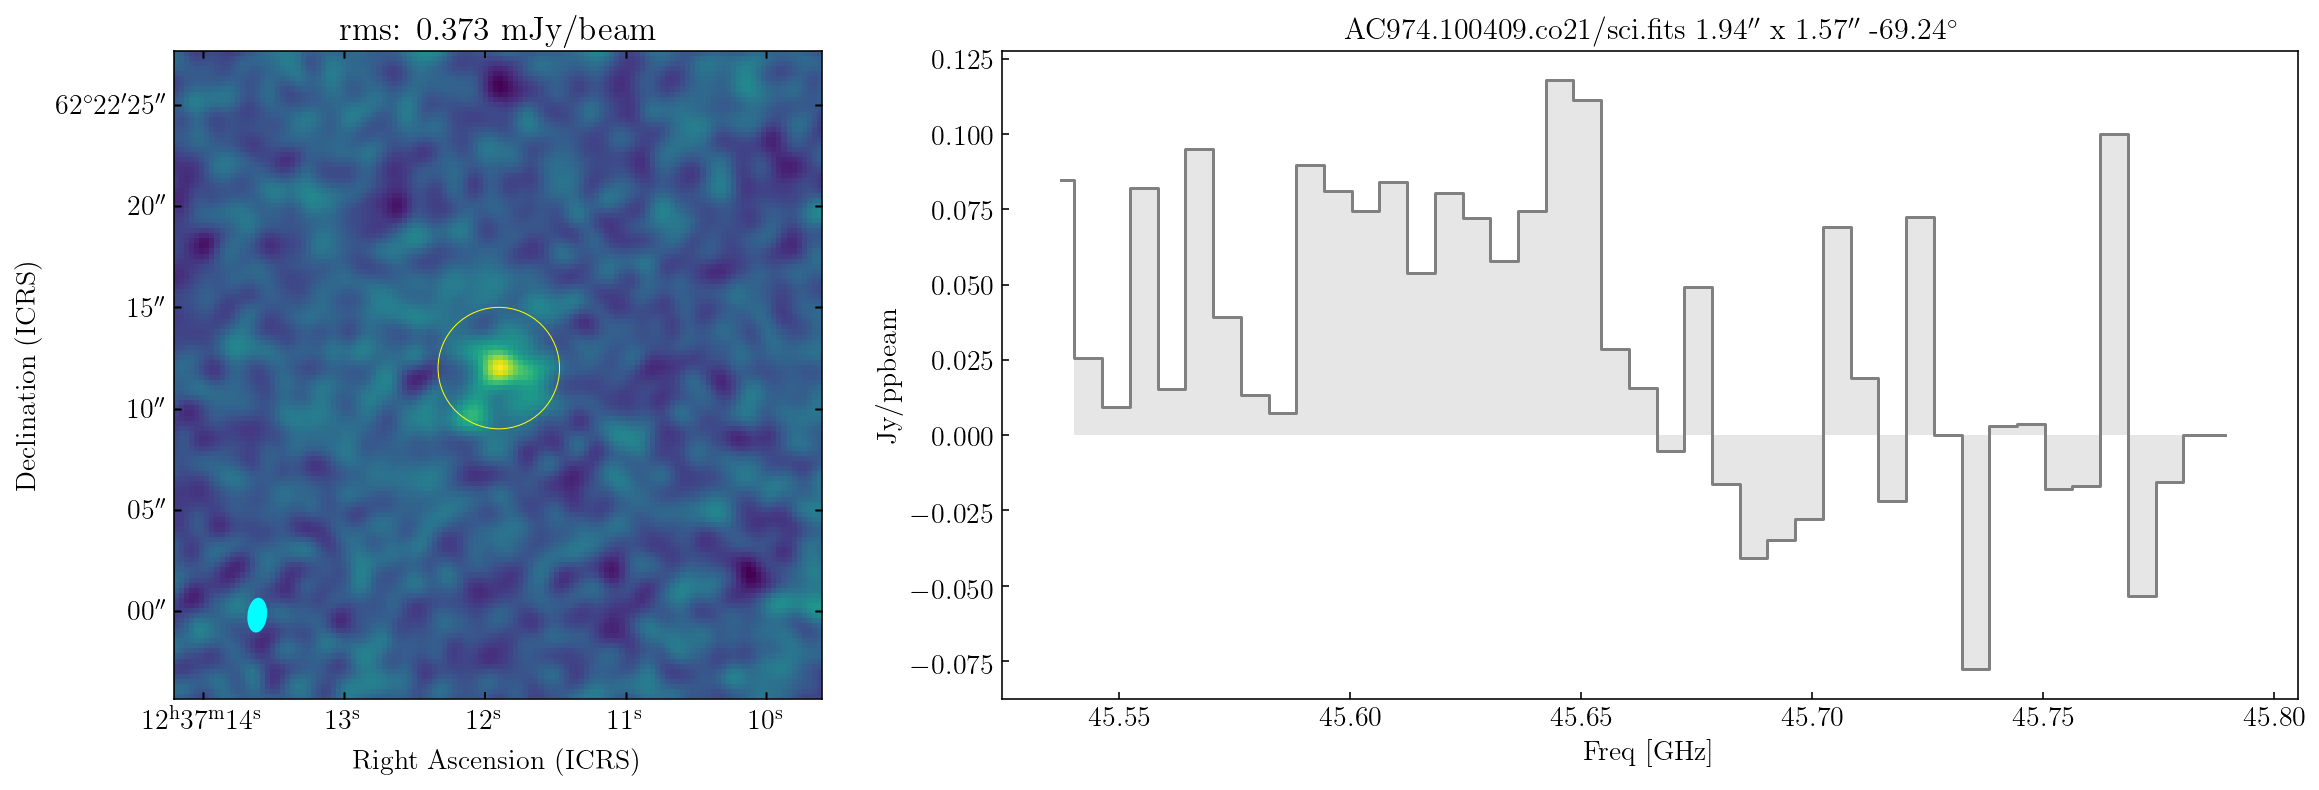 rms: 0.373 mJy/beam
62°22′25″
20″
15″
10″
05″
00″
12ʰ37ᵐ14ˢ 13ˢ 12ˢ 11ˢ 10ˢ
Right Ascension (ICRS)
Declination (ICRS)
AC974.100409.co21/sci.fits 1.94″ x 1.57″ -69.24°
0.125
0.100
0.075
0.050
0.025
0.000
−0.025
−0.050
−0.075
45.55 45.60 45.65 45.70 45.75 45.80
Freq [GHz]
Jy/ppbeam